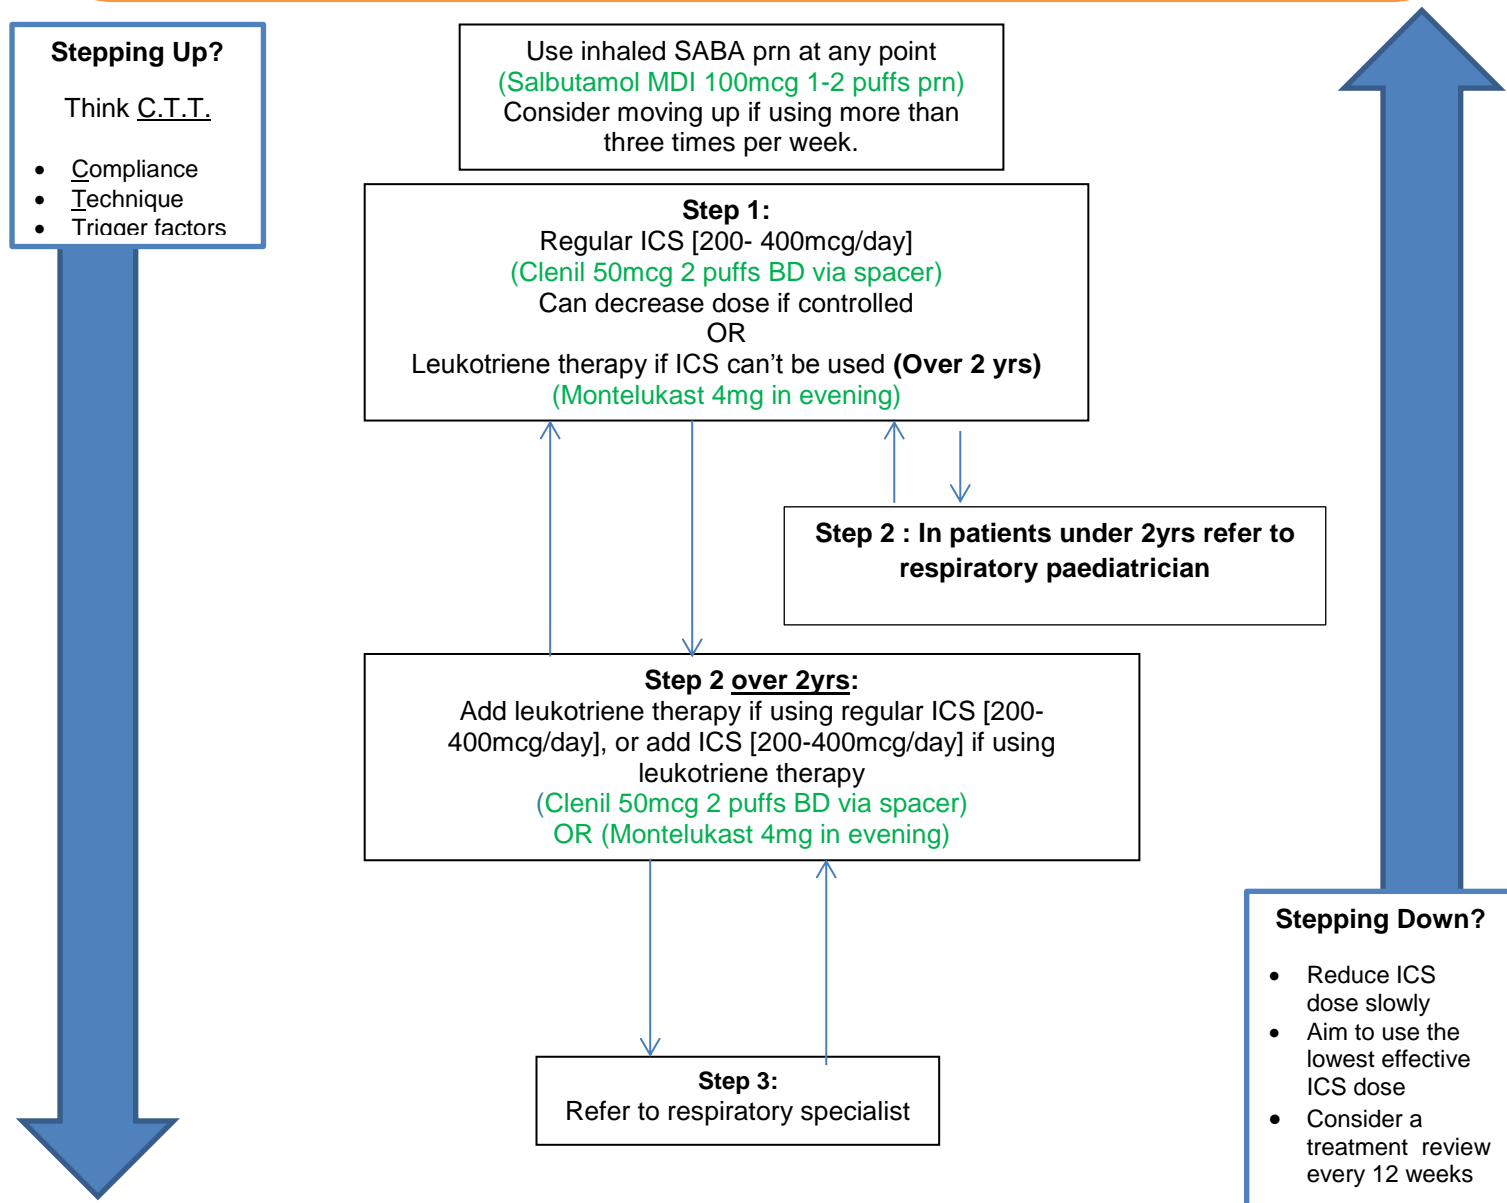 Stepping Up?
Think C.T.T.
• Compliance
• Technique
• Trigger factors
Use inhaled SABA prn at any point
(Salbutamol MDI 100mcg 1-2 puffs prn)
Consider moving up if using more than
three times per week.
Step 1:
Regular ICS [200- 400mcg/day]
(Clenil 50mcg 2 puffs BD via spacer)
Can decrease dose if controlled
OR
Leukotriene therapy if ICS can’t be used (Over 2 yrs)
(Montelukast 4mg in evening)
Step 2 : In patients under 2yrs refer to
respiratory paediatrician
Step 2 over 2yrs:
Add leukotriene therapy if using regular ICS [200-
400mcg/day], or add ICS [200-400mcg/day] if using
leukotriene therapy
(Clenil 50mcg 2 puffs BD via spacer)
OR (Montelukast 4mg in evening)
Step 3:
Refer to respiratory specialist
Stepping Down?
• Reduce ICS
dose slowly
• Aim to use the
lowest effective
ICS dose
• Consider a
treatment review
every 12 weeks